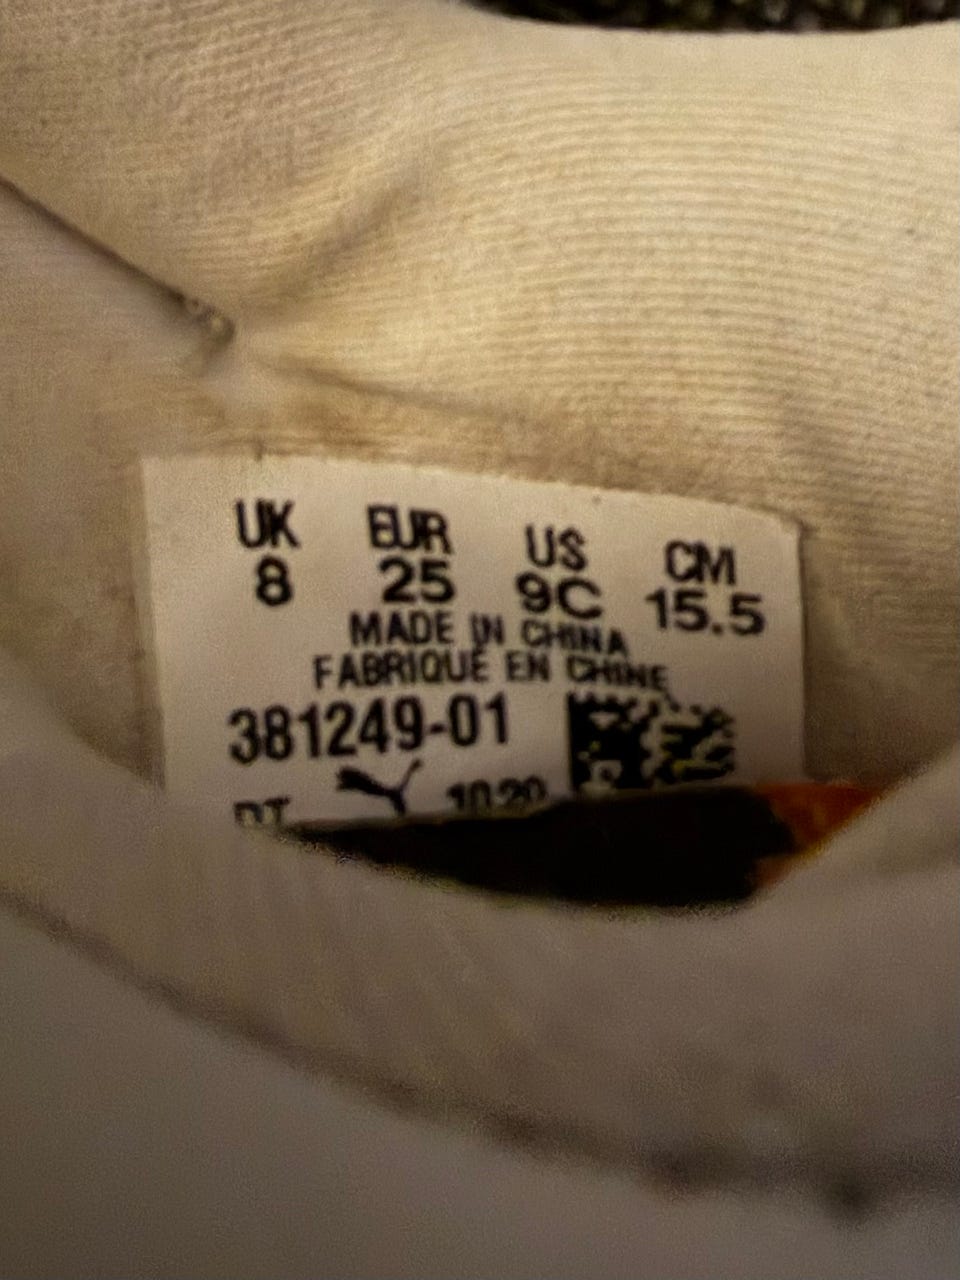 UK EUR US CM
8 25 9C 15.5
MADE IN CHINA
FABRIQUÉ EN CHINE
381249-01
DT 10.20